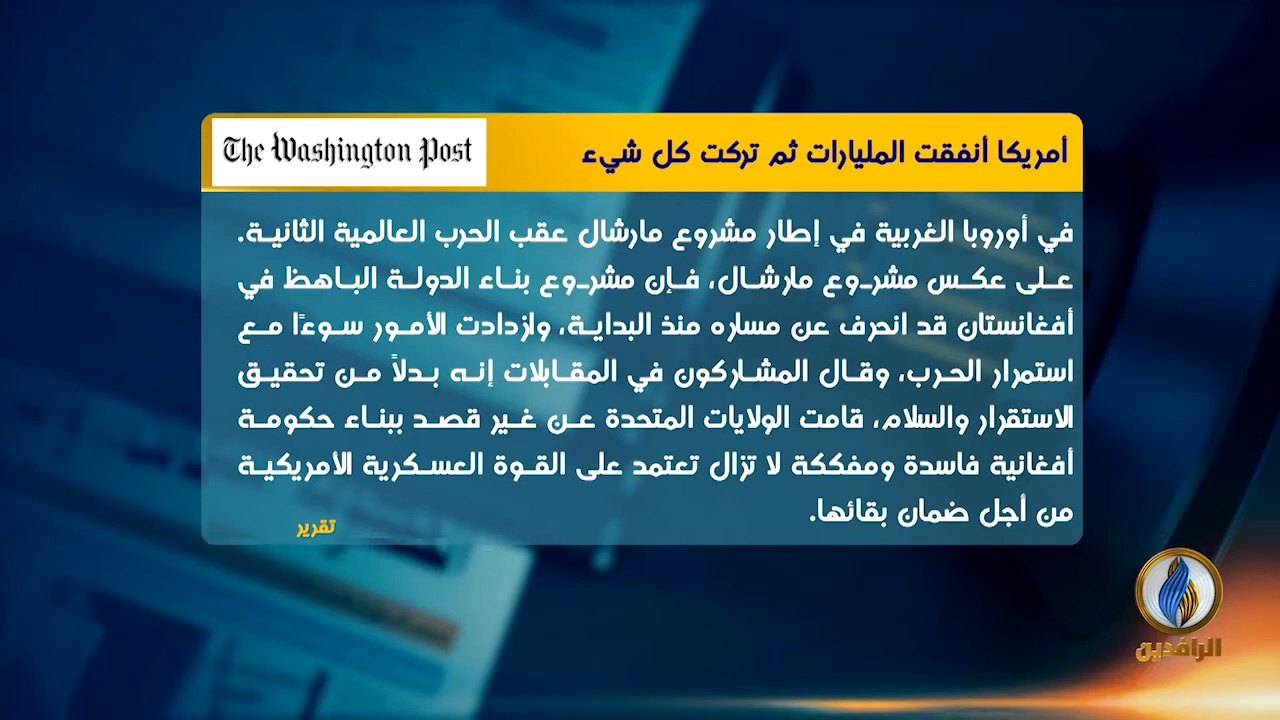 The Washington Post
أمريكا أنفقت المليارات ثم تركت كل شيء
في أوروبا الغربية في إطار مشروع مارشال عقب الحرب العالمية الثانية.
على عكس مشروع مارشال، فإن مشروع بناء الدولة الباهظ في
أفغانستان قد انحرف عن مساره منذ البداية، وازدادت الأمور سوءًا مع
استمرار الحرب، وقال المشاركون في المقابلات إنه بدلاً من تحقيق
الاستقرار والسلام، قامت الولايات المتحدة عن غير قصد ببناء حكومة
أفغانية فاسدة ومفككة لا تزال تعتمد على القوة العسكرية الأمريكية
من أجل ضمان بقائها.
تقرير
الرافدين